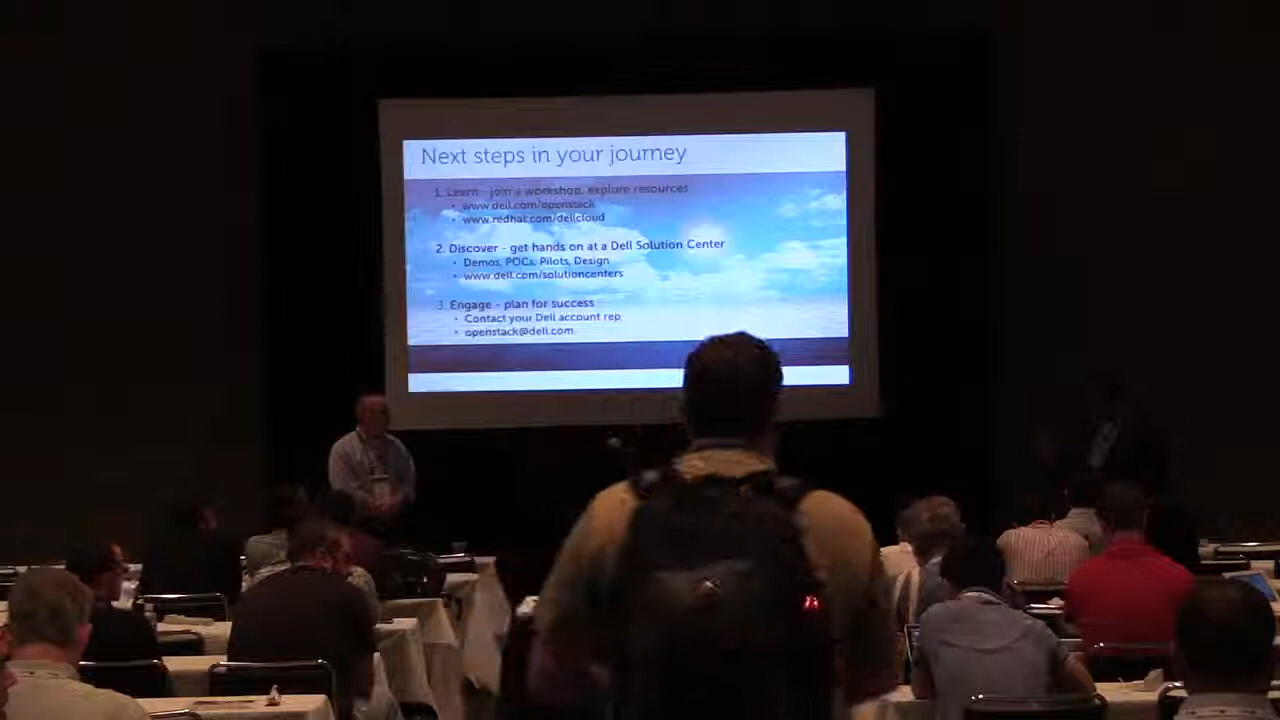 Next steps in your journey
1. Learn - join a workshop, explore resources
• www.dell.com/openstack
• www.redhat.com/dellcloud
2. Discover - get hands on at a Dell Solution Center
• Demos, POCs, Pilots, Design
• www.dell.com/solutioncenters
3. Engage - plan for success
• Contact your Dell account rep
• openstack@dell.com